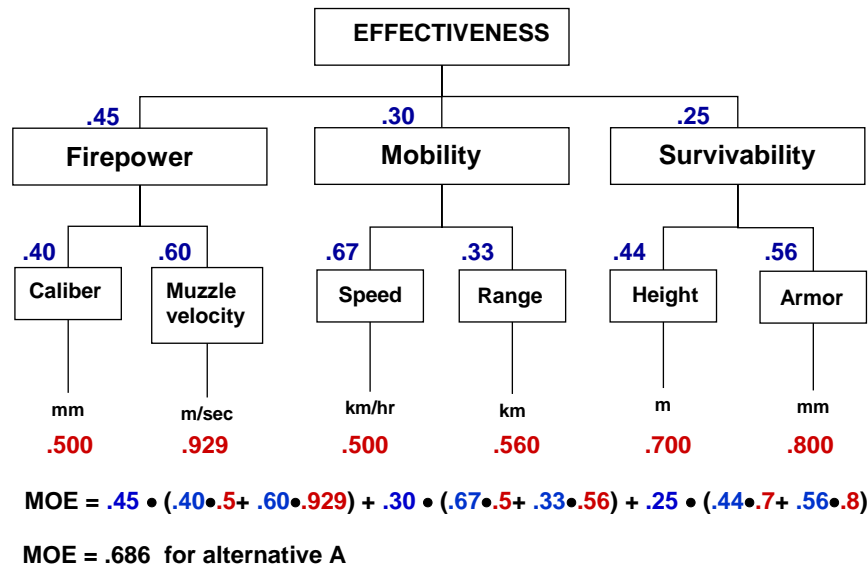 EFFECTIVENESS
.45 .30 .25
Firepower Mobility Survivability
.40 .60 .67 .33 .44 .56
Caliber Muzzle velocity Speed Range Height Armor
mm m/sec km/hr km m mm
.500 .929 .500 .560 .700 .800
MOE = .45 • (.40•.5+ .60•.929) + .30 • (.67•.5+ .33•.56) + .25 • (.44•.7+ .56•.8)
MOE = .686 for alternative A